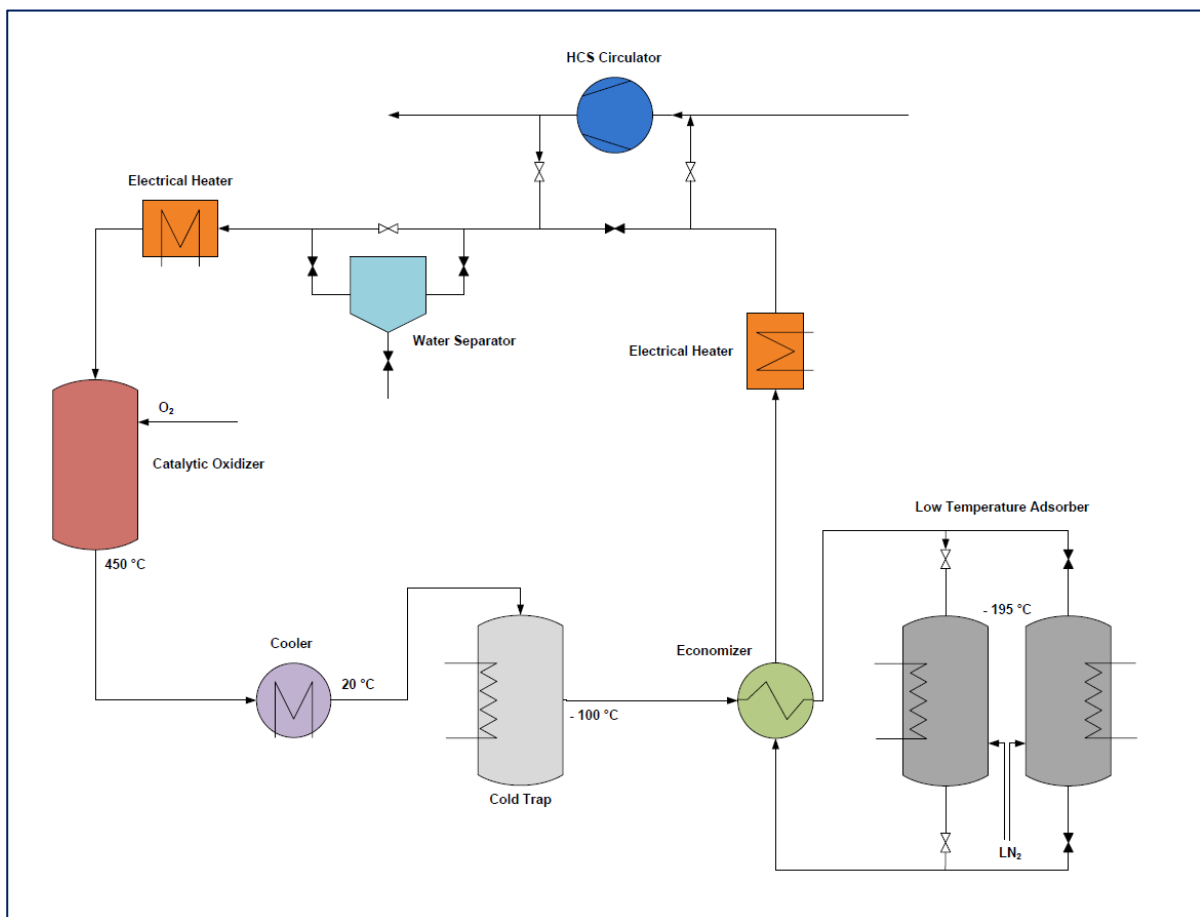 HCS Circulator
Electrical Heater
Water Separator
Electrical Heater
O₂
Catalytic Oxidizer
Low Temperature Adsorber
450 °C
- 195 °C
Cooler
Economizer
20 °C
- 100 °C
Cold Trap
LN₂